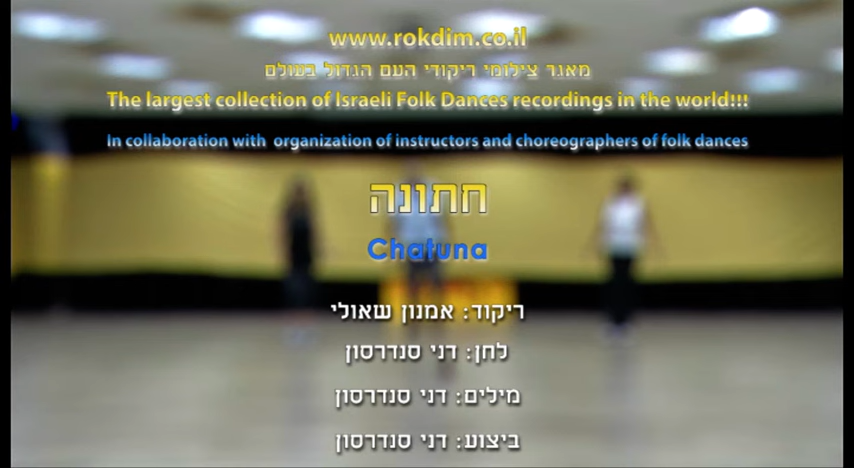 www.rokdim.co.il
מאגר צילומי ריקודי העם הגדול בעולם
The largest collection of Israeli Folk Dances recordings in the world!!!
In collaboration with organization of instructors and choreographers of folk dances
חתונה
Chatuna
ריקוד: אמנון שאולי
לחן: דני סנדרסון
מילים: דני סנדרסון
ביצוע: דני סנדרסון